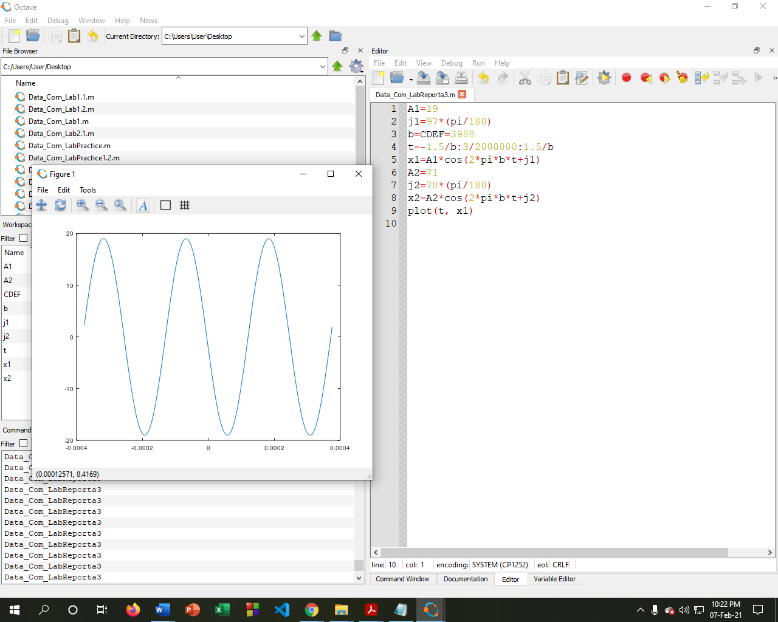 Octave
File Edit Debug Window Help News
Current Directory: C:\Users\User\Desktop
File Browser
C:/Users/User/Desktop
Name
Data_Com_Lab1.1.m
Data_Com_Lab1.2.m
Data_Com_Lab1.m
Data_Com_Lab2.1.m
Data_Com_LabPractice.m
Data_Com_LabPractice1.2.m
Workspac
Filter
Name
A1
A2
CDEF
b
j1
j2
t
x1
x2
Command
Filter
Data_Com_LabReporta3
Data_Com_LabReporta3
Data_Com_LabReporta3
Data_Com_LabReporta3
Data_Com_LabReporta3
Data_Com_LabReporta3
Data_Com_LabReporta3
Data_Com_LabReporta3
Data_Com_LabReporta3
Figure 1
File Edit Tools
20
10
0
-10
-20
-0.0004 -0.0002 0 0.0002 0.0004
(0.00012571, 8.4169)
Editor
File Edit View Debug Run Help
Data_Com_LabReporta3.m
1 A1=19
2 j1=97*(pi/180)
3 b=CDEF=3988
4 t=-1.5/b:3/2000000:1.5/b
5 x1=A1*cos(2*pi*b*t+j1)
6 A2=71
7 j2=78*(pi/180)
8 x2=A2*cos(2*pi*b*t+j2)
9 plot(t, x1)
10
line: 10 col: 1 encoding: SYSTEM (CP1252) eol: CRLF
Command Window Documentation Editor Variable Editor
10:22 PM
07-Feb-21